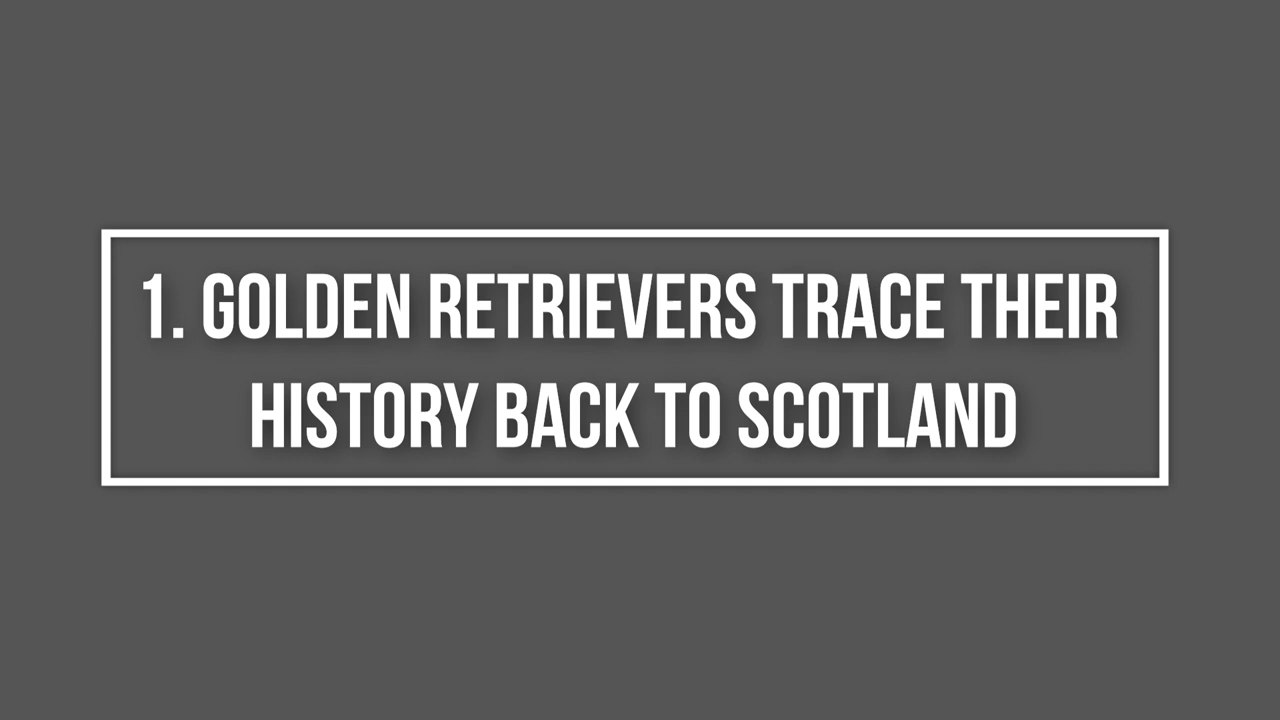 1. GOLDEN RETRIEVERS TRACE THEIR
HISTORY BACK TO SCOTLAND